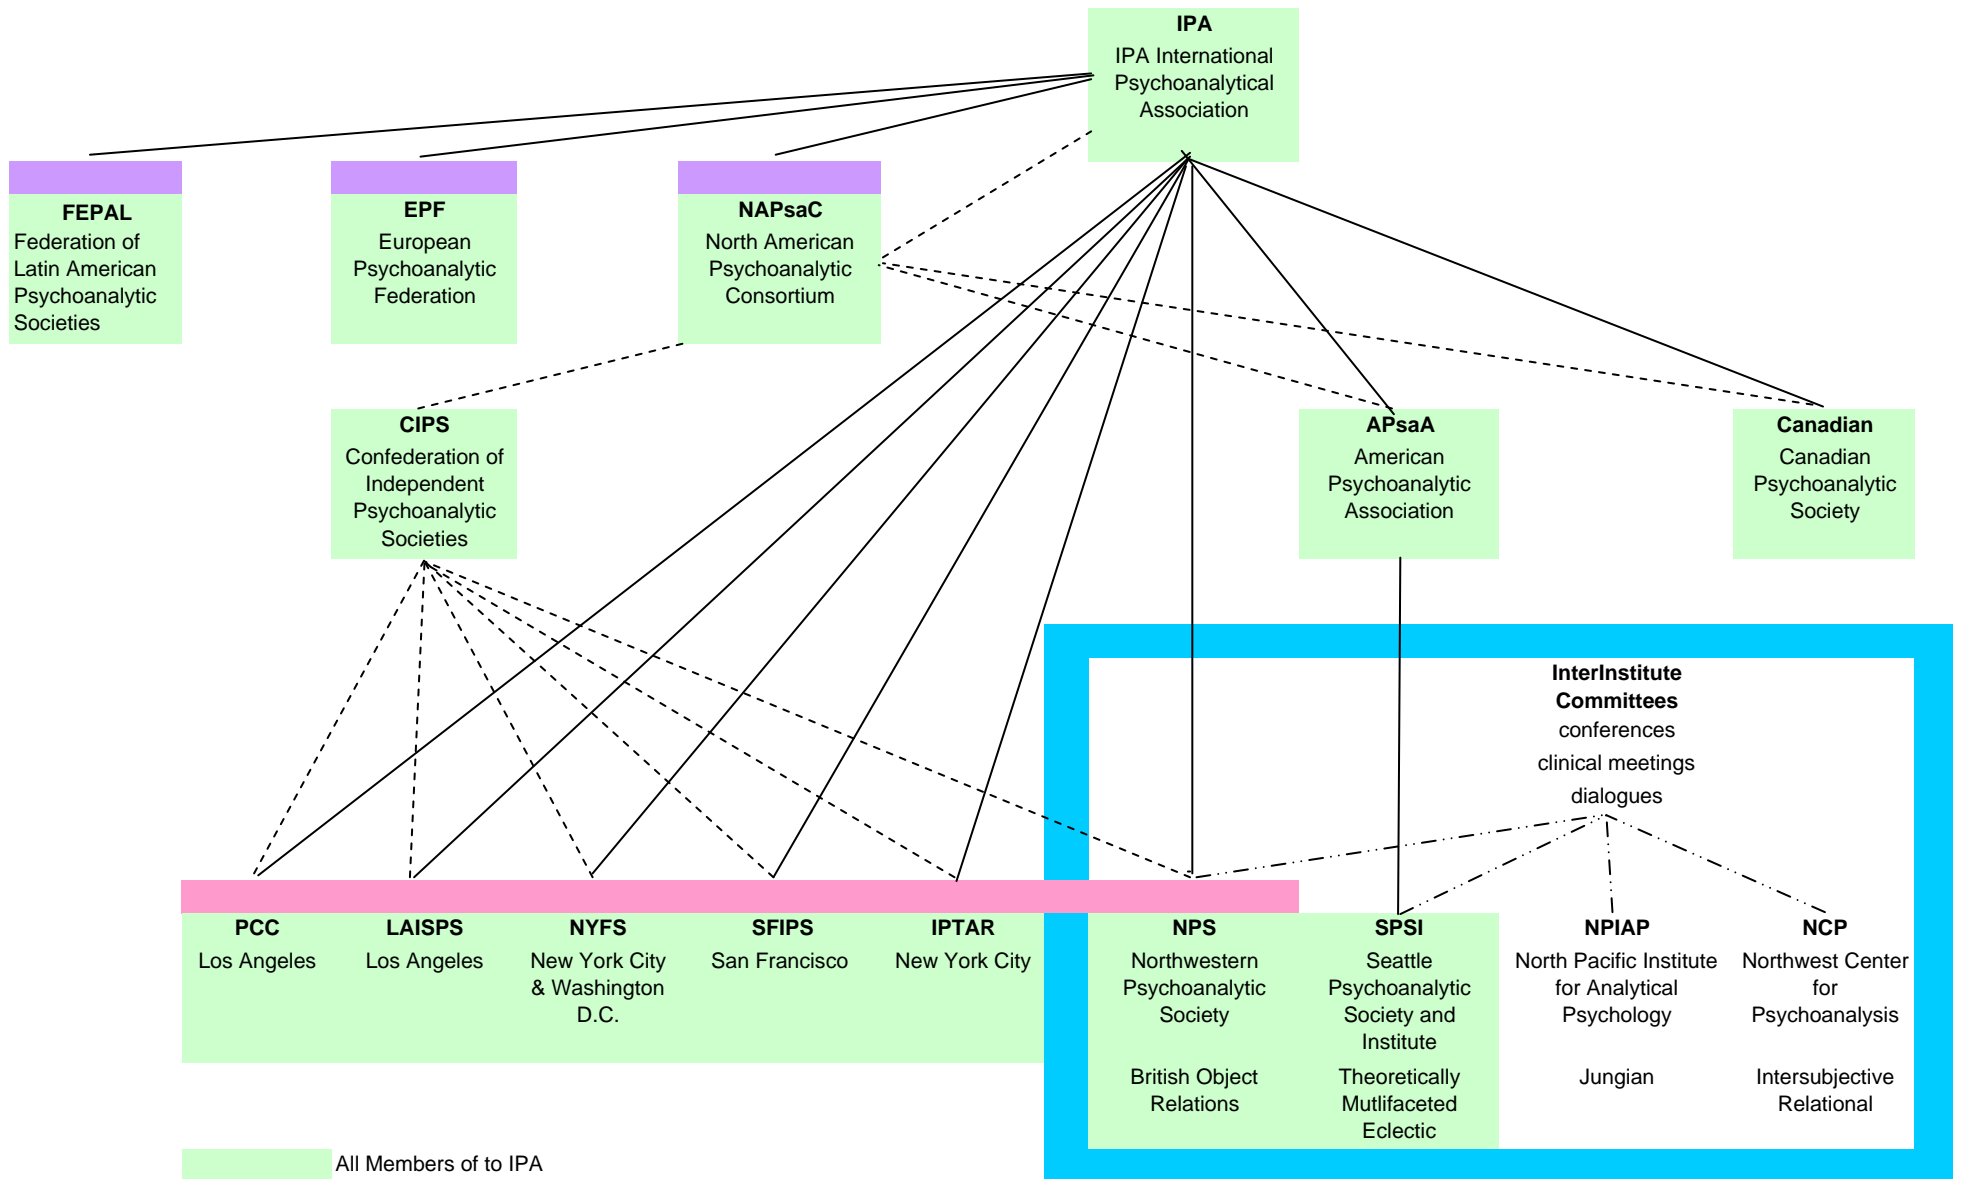 IPA
IPA International
Psychoanalytical
Association
FEPAL
Federation of
Latin American
Psychoanalytic
Societies
EPF
European
Psychoanalytic
Federation
NAPsaC
North American
Psychoanalytic
Consortium
CIPS
Confederation of
Independent
Psychoanalytic
Societies
APsaA
American
Psychoanalytic
Association
Canadian
Canadian
Psychoanalytic
Society
InterInstitute
Committees
conferences
clinical meetings
dialogues
PCC
Los Angeles
LAISPS
Los Angeles
NYFS
New York City
& Washington
D.C.
SFIPS
San Francisco
IPTAR
New York City
NPS
Northwestern
Psychoanalytic
Society
British Object
Relations
SPSI
Seattle
Psychoanalytic
Society and
Institute
Theoretically
Mutlifaceted
Eclectic
NPIAP
North Pacific Institute
for Analytical
Psychology
Jungian
NCP
Northwest Center
for
Psychoanalysis
Intersubjective
Relational
All Members of to IPA